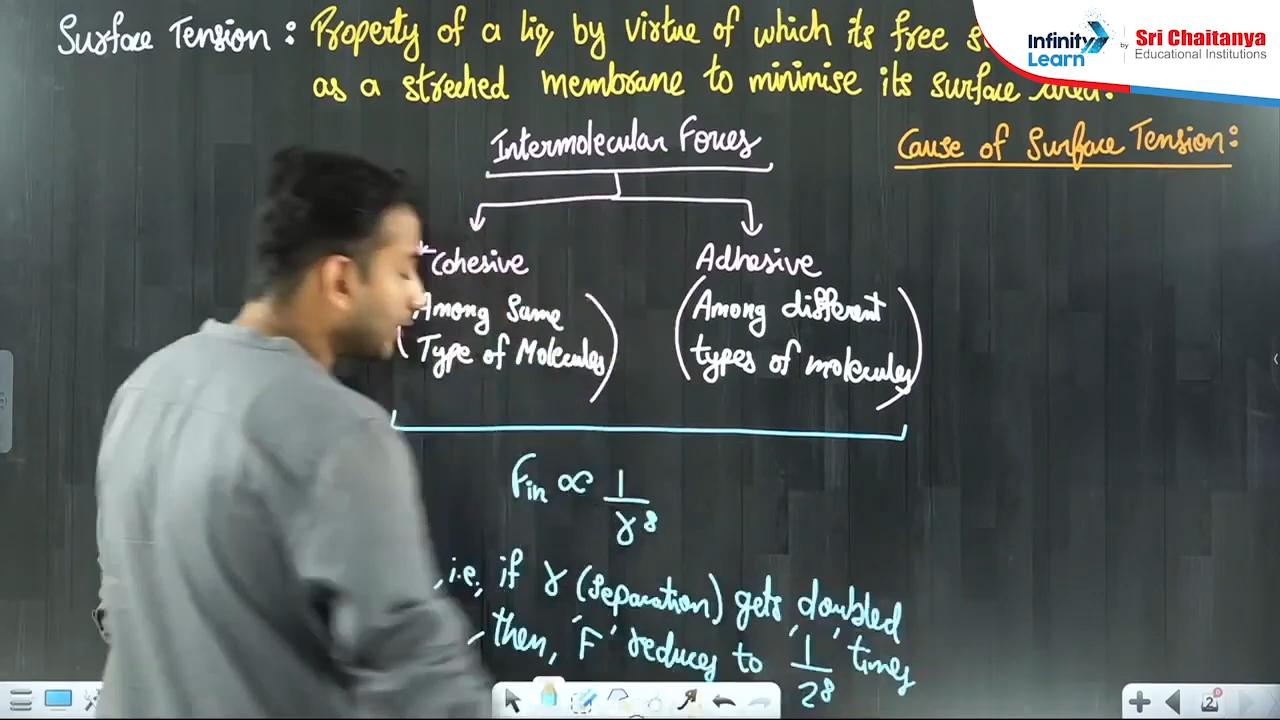 Surface Tension : Property of a liq by virtue of which its free
as a streched membrane to minimise its surface area.
Infinity Learn by Sri Chaitanya Educational Institutions
Intermolecular Forces
Cause of Surface Tension :
*Cohesive
(Among Same
Type of Molecules)
Adhesive
(Among different
types of molecules)
Fin ∝ 1/r⁸
i.e., if r (separation) gets doubled
then, 'F' reduces to 1/2⁸ times
2